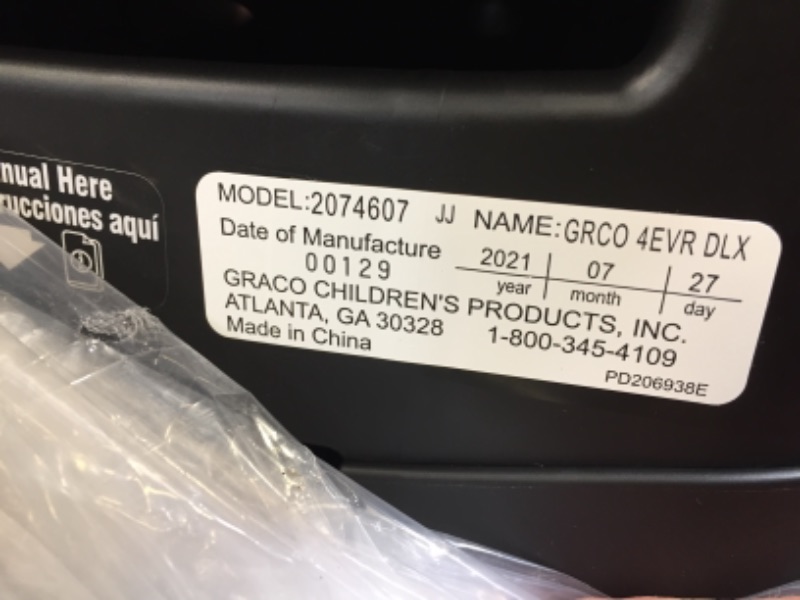 nual Here
rucciones aquí
MODEL:2074607 JJ NAME:GRCO 4EVR DLX
Date of Manufacture 2021 07 27
00129 year month day
GRACO CHILDREN'S PRODUCTS, INC.
ATLANTA, GA 30328 1-800-345-4109
Made in China
PD206938E